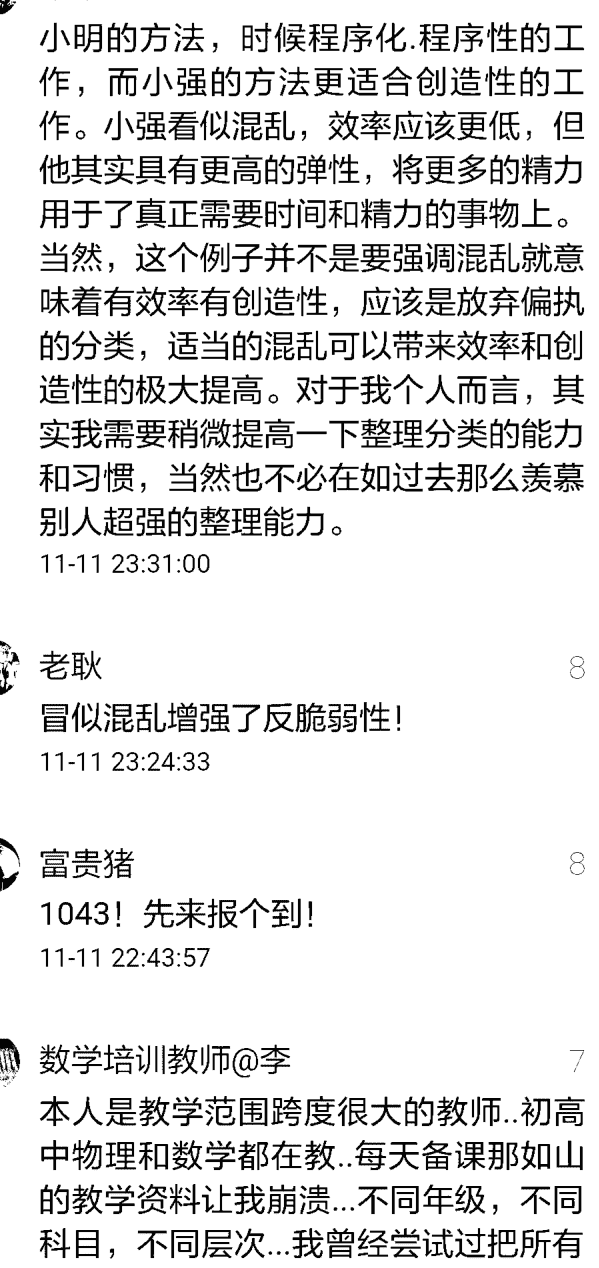 小明的方法，时候程序化.程序性的工
作，而小强的方法更适合创造性的工
作。小强看似混乱，效率应该更低，但
他其实具有更高的弹性，将更多的精力
用于了真正需要时间和精力的事物上。
当然，这个例子并不是要强调混乱就意
味着有效率有创造性，应该是放弃偏执
的分类，适当的混乱可以带来效率和创
造性的极大提高。对于我个人而言，其
实我需要稍微提高一下整理分类的能力
和习惯，当然也不必在如过去那么羡慕
别人超强的整理能力。
11-11 23:31:00
老耿 8
冒似混乱增强了反脆弱性！
11-11 23:24:33
富贵猪 8
1043！先来报个到！
11-11 22:43:57
数学培训教师@李 7
本人是教学范围跨度很大的教师..初高
中物理和数学都在教..每天备课那如山
的教学资料让我崩溃...不同年级，不同
科目，不同层次...我曾经尝试过把所有